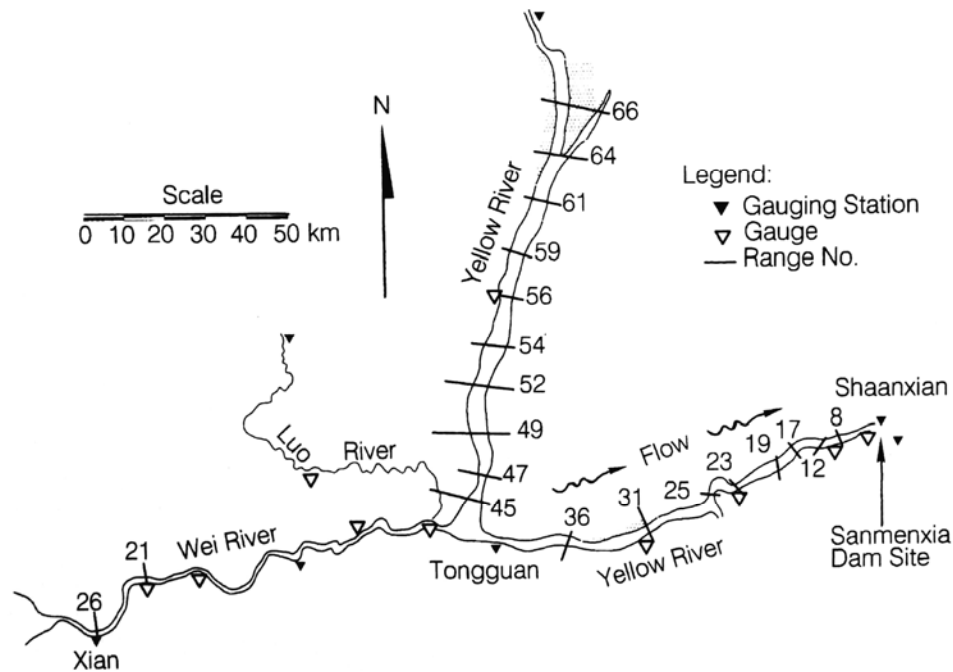 N
Scale
0 10 20 30 40 50 km
Legend:
Gauging Station
Gauge
Range No.
66
64
61
Yellow River
59
56
54
52
49
47
45
Luo River
Wei River
21
26
Xian
Tongguan
Flow
36
31
25
23
19
17
12
8
Yellow River
Shaanxian
Sanmenxia
Dam Site